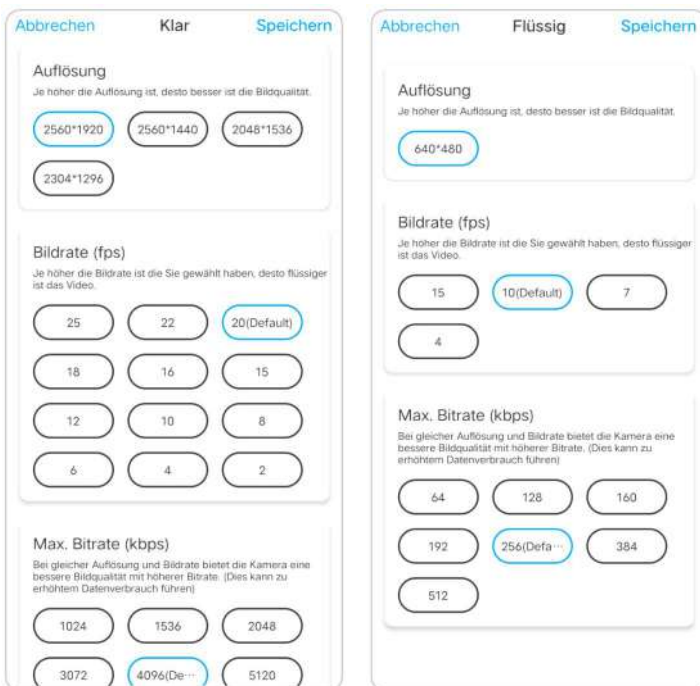 Abbrechen Klar Speichern
Auflösung
Je höher die Auflösung ist, desto besser ist die Bildqualität.
2560*1920 2560*1440 2048*1536
2304*1296
Bildrate (fps)
Je höher die Bildrate ist die Sie gewählt haben, desto flüssiger
ist das Video.
25 22 20(Default)
18 16 15
12 10 8
6 4 2
Max. Bitrate (kbps)
Bei gleicher Auflösung und Bildrate bietet die Kamera eine
bessere Bildqualität mit höherer Bitrate. (Dies kann zu
erhöhtem Datenverbrauch führen)
1024 1536 2048
3072 4096(De··· 5120
Abbrechen Flüssig Speichern
Auflösung
Je höher die Auflösung ist, desto besser ist die Bildqualität.
640*480
Bildrate (fps)
Je höher die Bildrate ist die Sie gewählt haben, desto flüssiger
ist das Video.
15 10(Default) 7
4
Max. Bitrate (kbps)
Bei gleicher Auflösung und Bildrate bietet die Kamera eine
bessere Bildqualität mit höherer Bitrate. (Dies kann zu
erhöhtem Datenverbrauch führen)
64 128 160
192 256(Defa··· 384
512